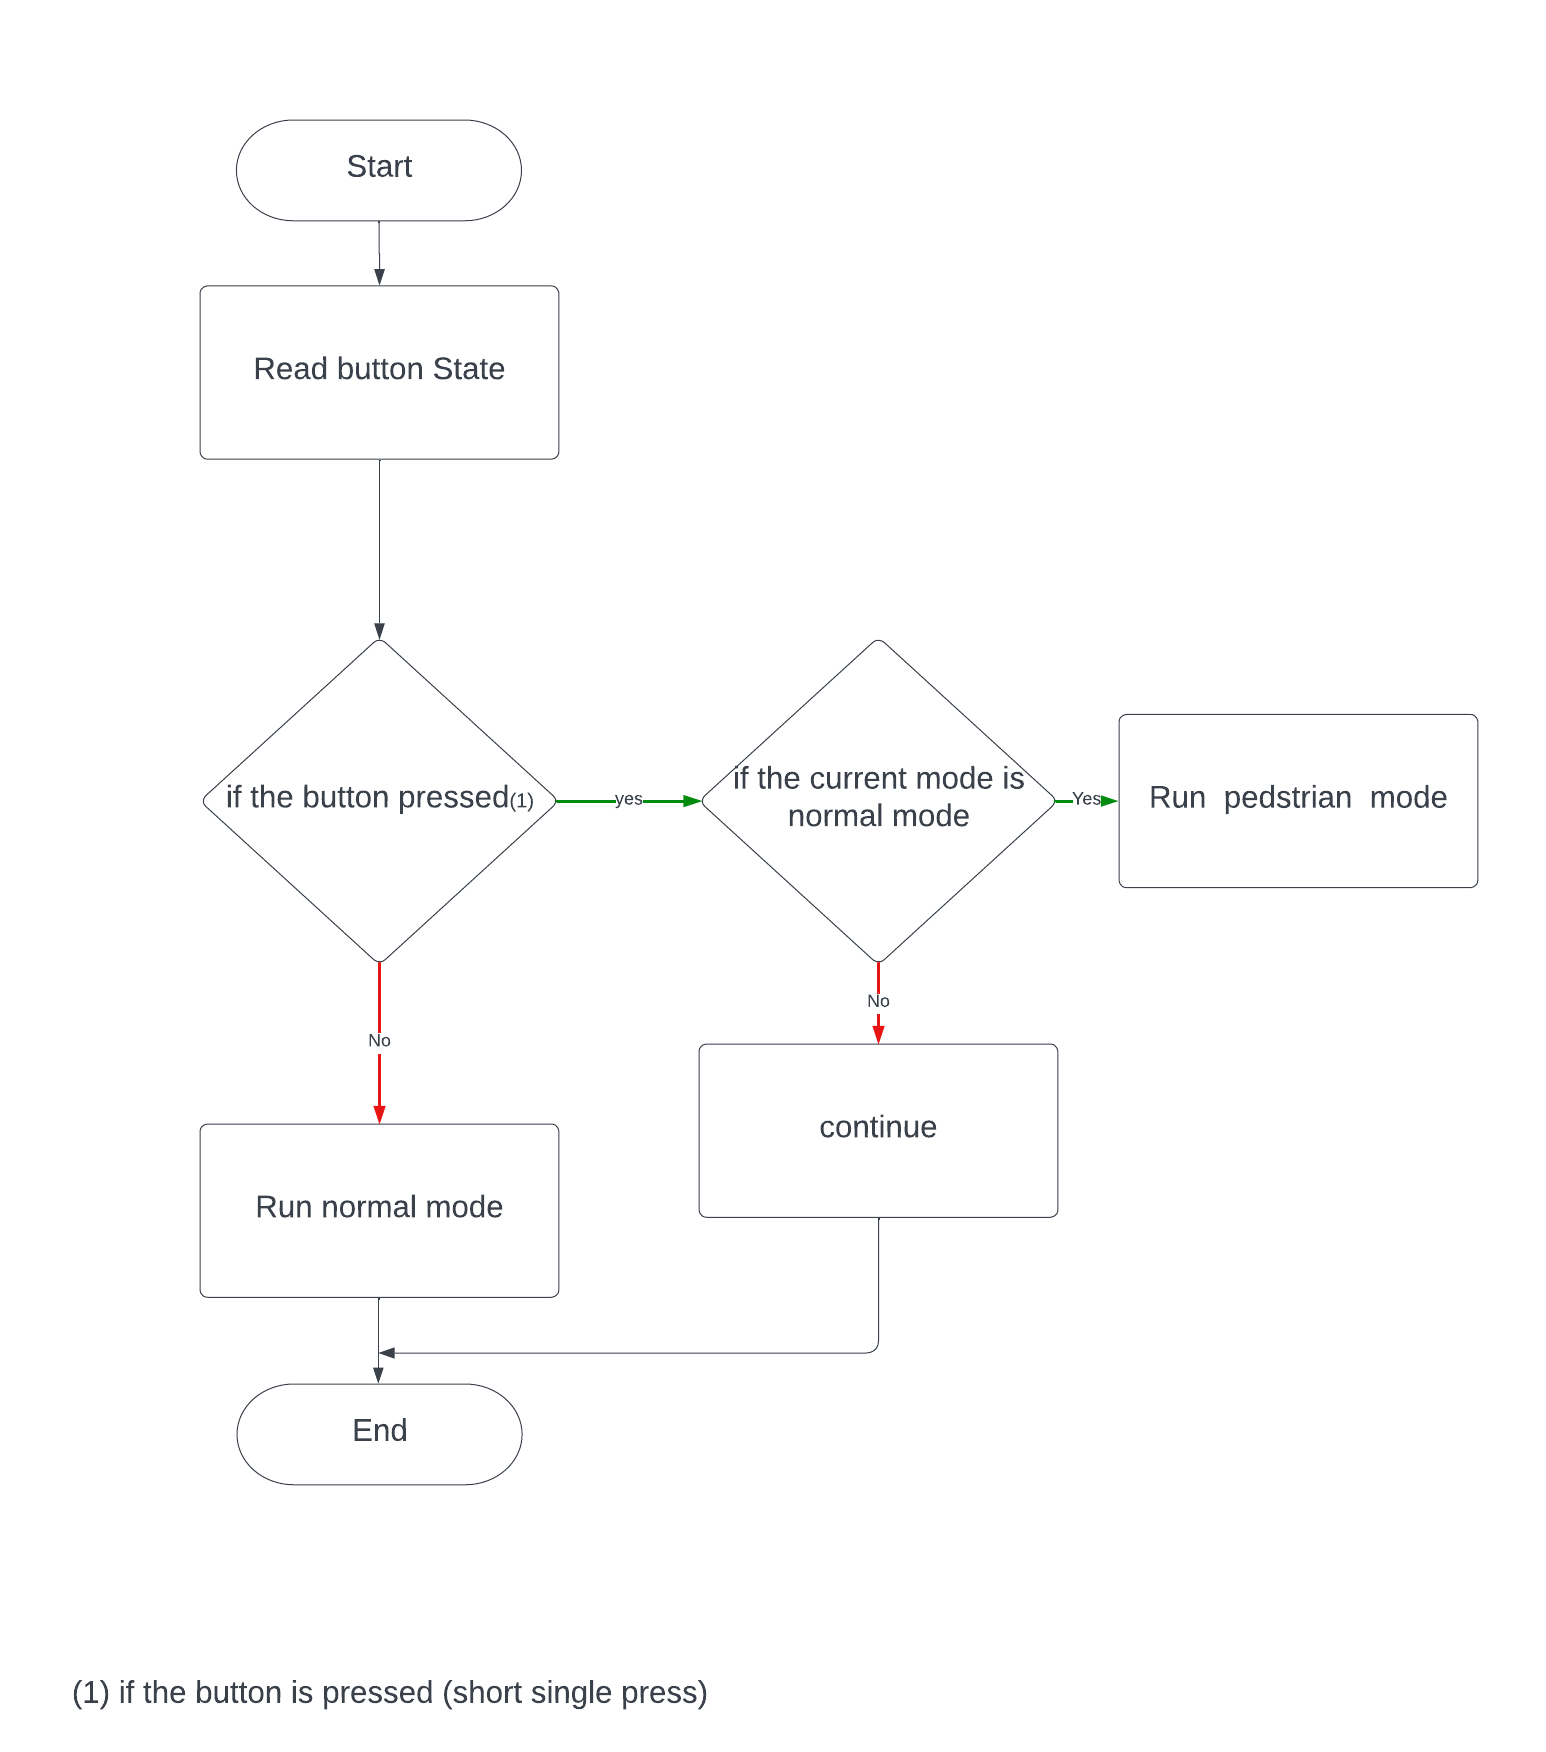 Start
Read button State
if the button pressed(1)
yes
if the current mode is
normal mode
Yes
Run  pedstrian  mode
No
No
continue
Run normal mode
End
(1) if the button is pressed (short single press)